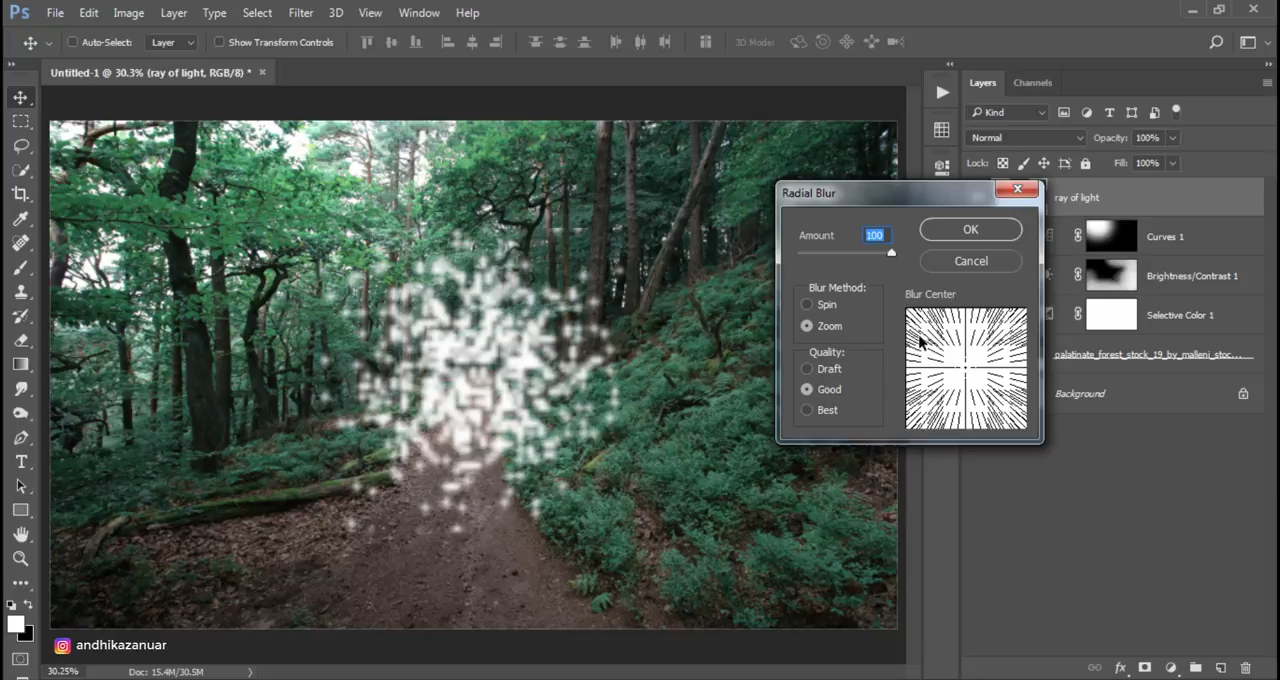 Ps File Edit Image Layer Type Select Filter 3D View Window Help
Auto-Select: Layer Show Transform Controls 3D Mode:
Untitled-1 @ 30.3% (ray of light, RGB/8) *
Layers Channels
Kind
Normal Opacity: 100%
Lock: Fill: 100%
Radial Blur
ray of light
Amount 100 OK
Curves 1
Cancel
Brightness/Contrast 1
Blur Method: Blur Center
Spin
Selective Color 1
Zoom
Quality:
palatinate_forest_stock_19_by_malleni_stoc...
Draft
Good
Background
Best
andhikazanuar
30.25% Doc: 15.4M/30.5M